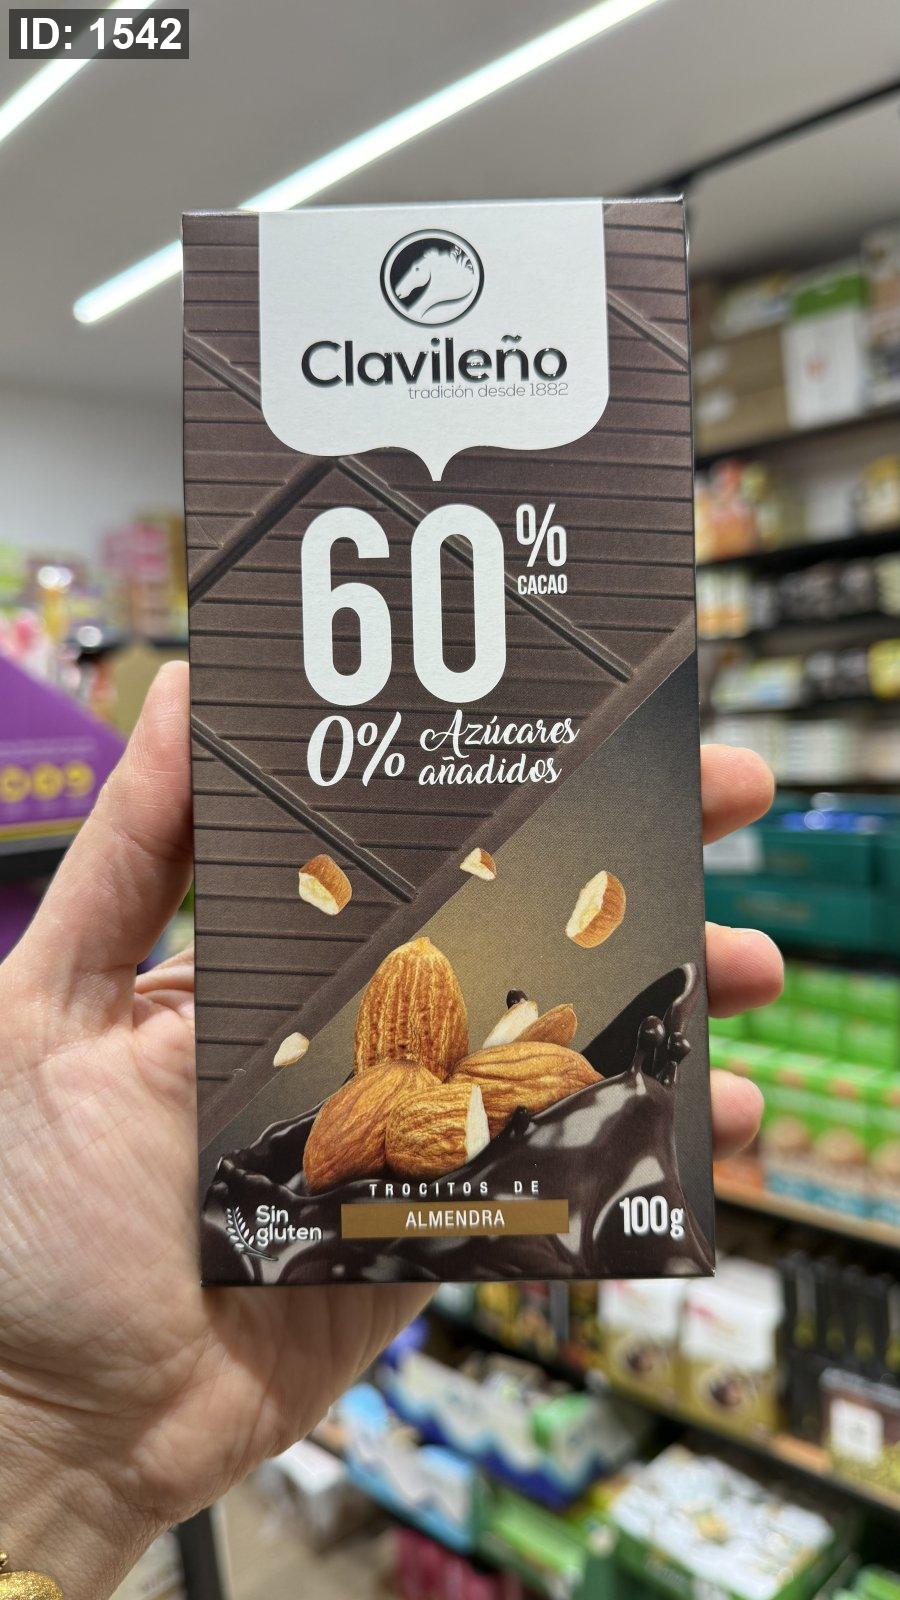 ID: 1542
Clavileño
tradición desde 1882
60%
CACAO
0% Azúcares
añadidos
TROCITOS DE
ALMENDRA
Sin
gluten
100g